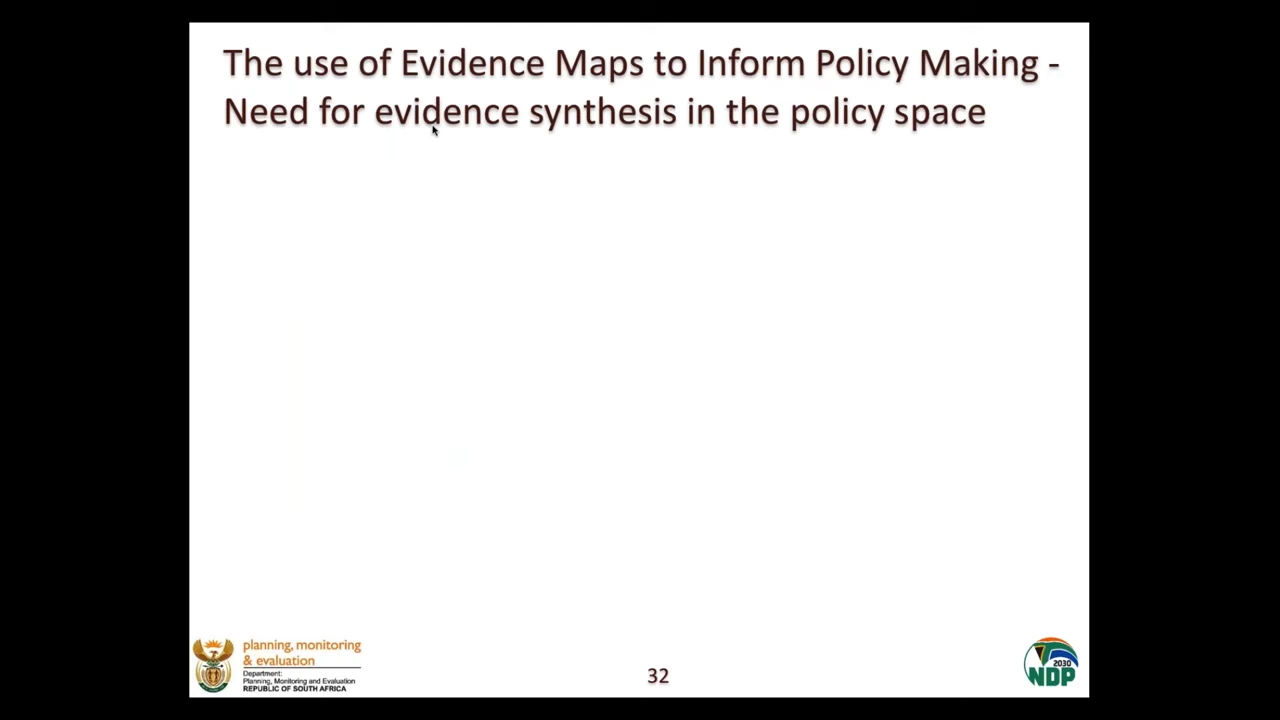 The use of Evidence Maps to Inform Policy Making -
Need for evidence synthesis in the policy space
planning, monitoring
& evaluation
Department:
Planning, Monitoring and Evaluation
REPUBLIC OF SOUTH AFRICA
32
2030
NDP